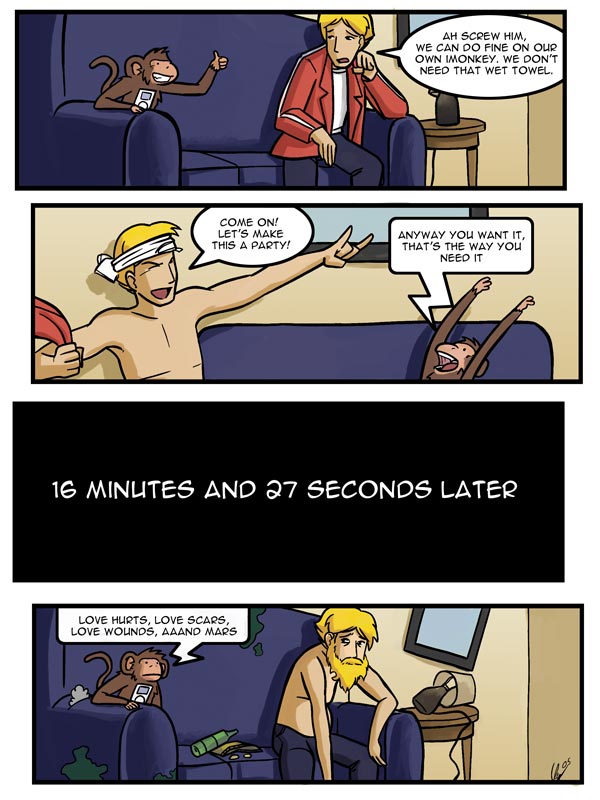 AH SCREW HIM,
WE CAN DO FINE ON OUR
OWN IMONKEY. WE DON'T
NEED THAT WET TOWEL.
COME ON!
LET'S MAKE
THIS A PARTY!
ANYWAY YOU WANT IT,
THAT'S THE WAY YOU
NEED IT
16 MINUTES AND 27 SECONDS LATER
LOVE HURTS, LOVE SCARS,
LOVE WOUNDS, AAAND MARS